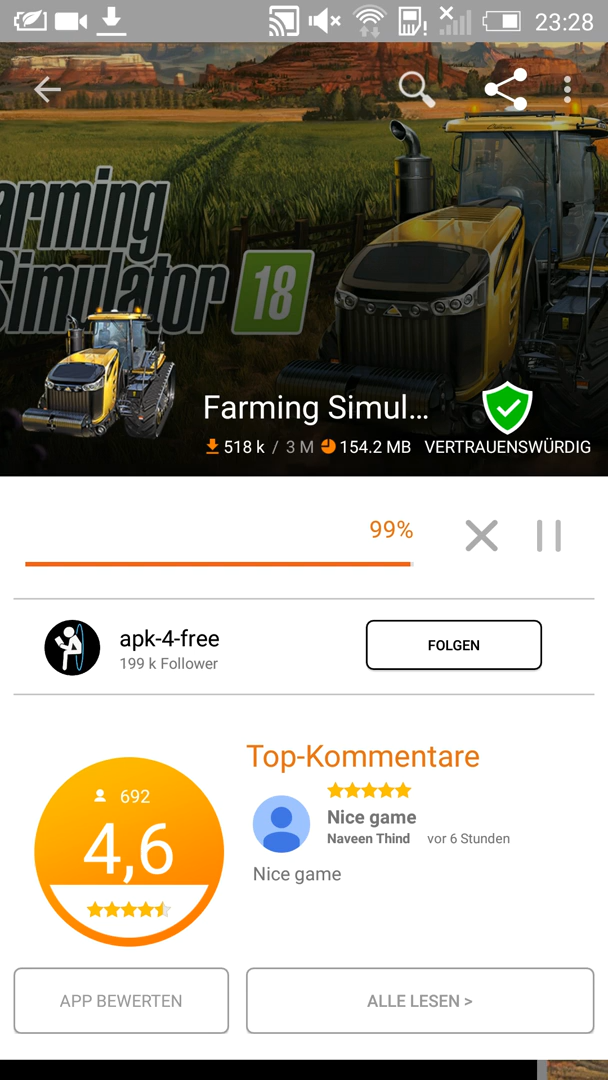 23:28
arming
Simulator 18
Farming Simul...
518 k / 3 M 154.2 MB VERTRAUENSWÜRDIG
99%
apk-4-free
199 k Follower
FOLGEN
Top-Kommentare
692
4,6
Nice game
Naveen Thind vor 6 Stunden
Nice game
APP BEWERTEN
ALLE LESEN >